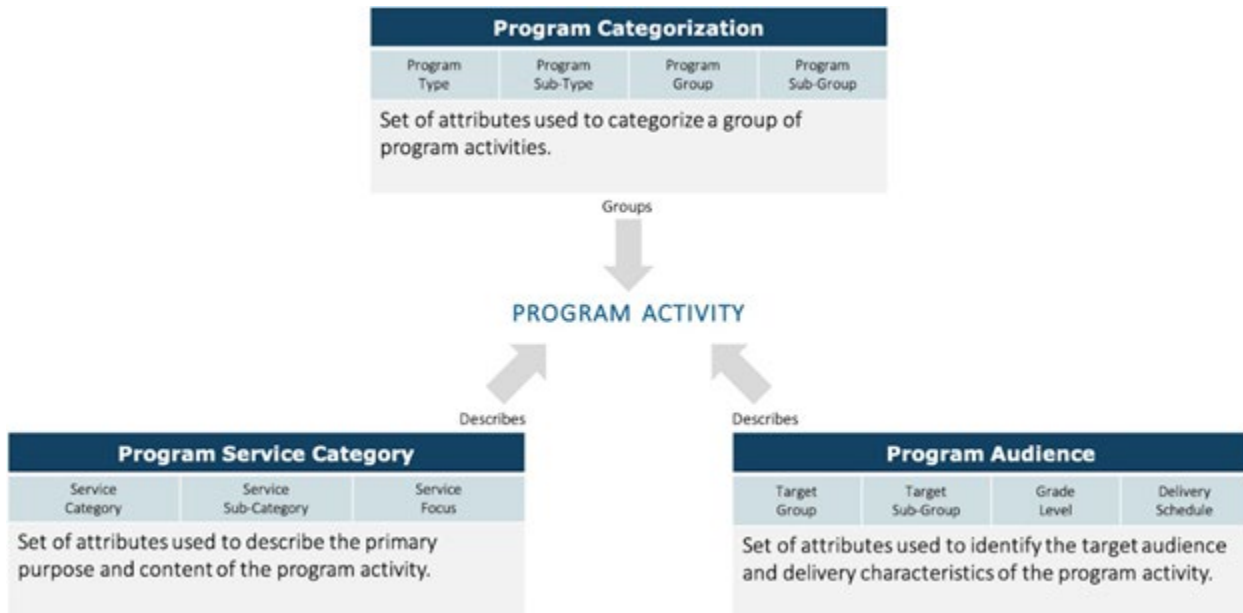 Program Categorization
Program Type
Program Sub-Type
Program Group
Program Sub-Group
Set of attributes used to categorize a group of
program activities.
Groups
PROGRAM ACTIVITY
Describes
Program Service Category
Service Category
Service Sub-Category
Service Focus
Set of attributes used to describe the primary
purpose and content of the program activity.
Describes
Program Audience
Target Group
Target Sub-Group
Grade Level
Delivery Schedule
Set of attributes used to identify the target audience
and delivery characteristics of the program activity.